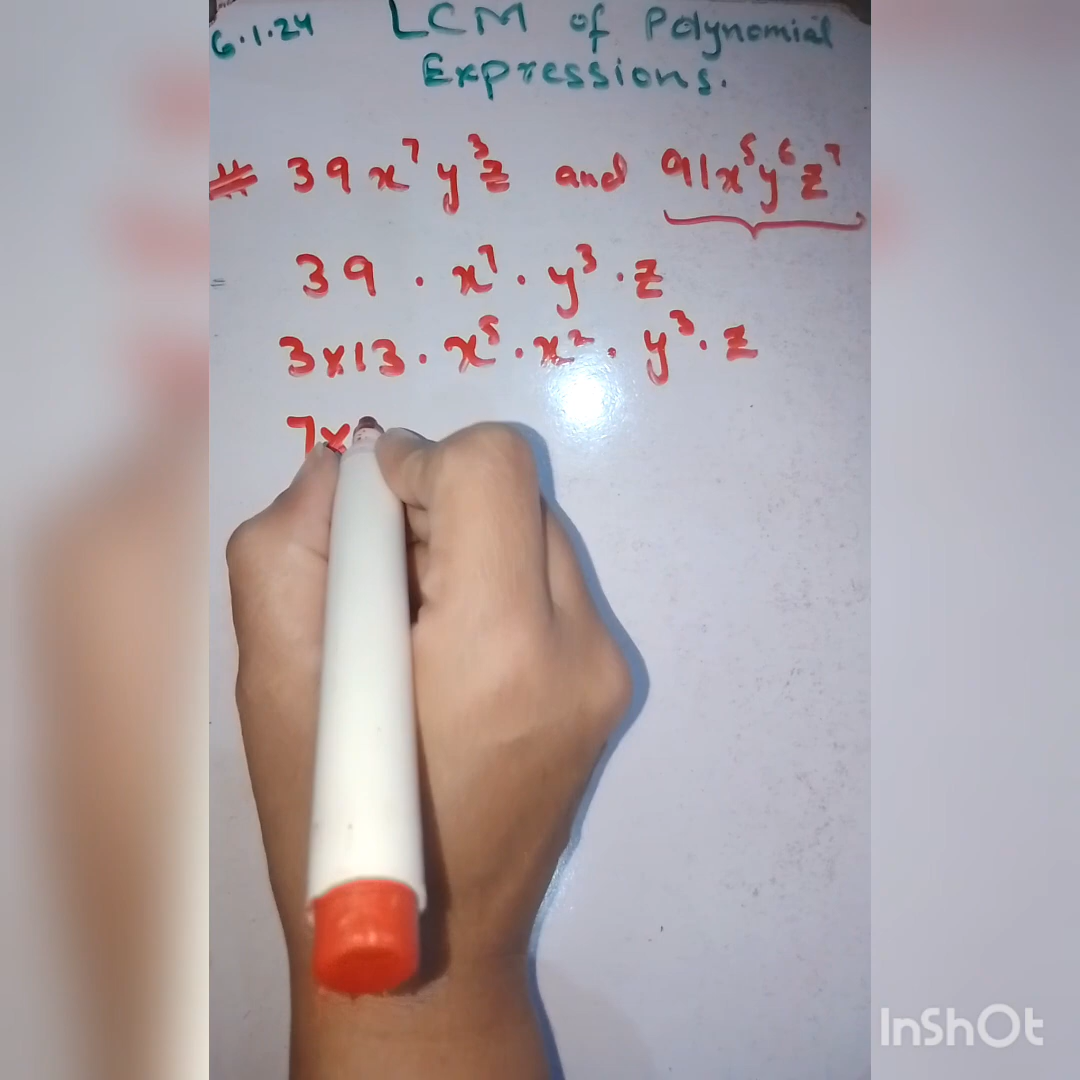 6.1.24 LCM of Polynomial
Expressions.
* 39x⁷y³z and 91x⁵y⁶z⁷
= 39 · x⁷ · y³ · z
3×13 · x⁵ · x² · y³ · z
7×
InShOt